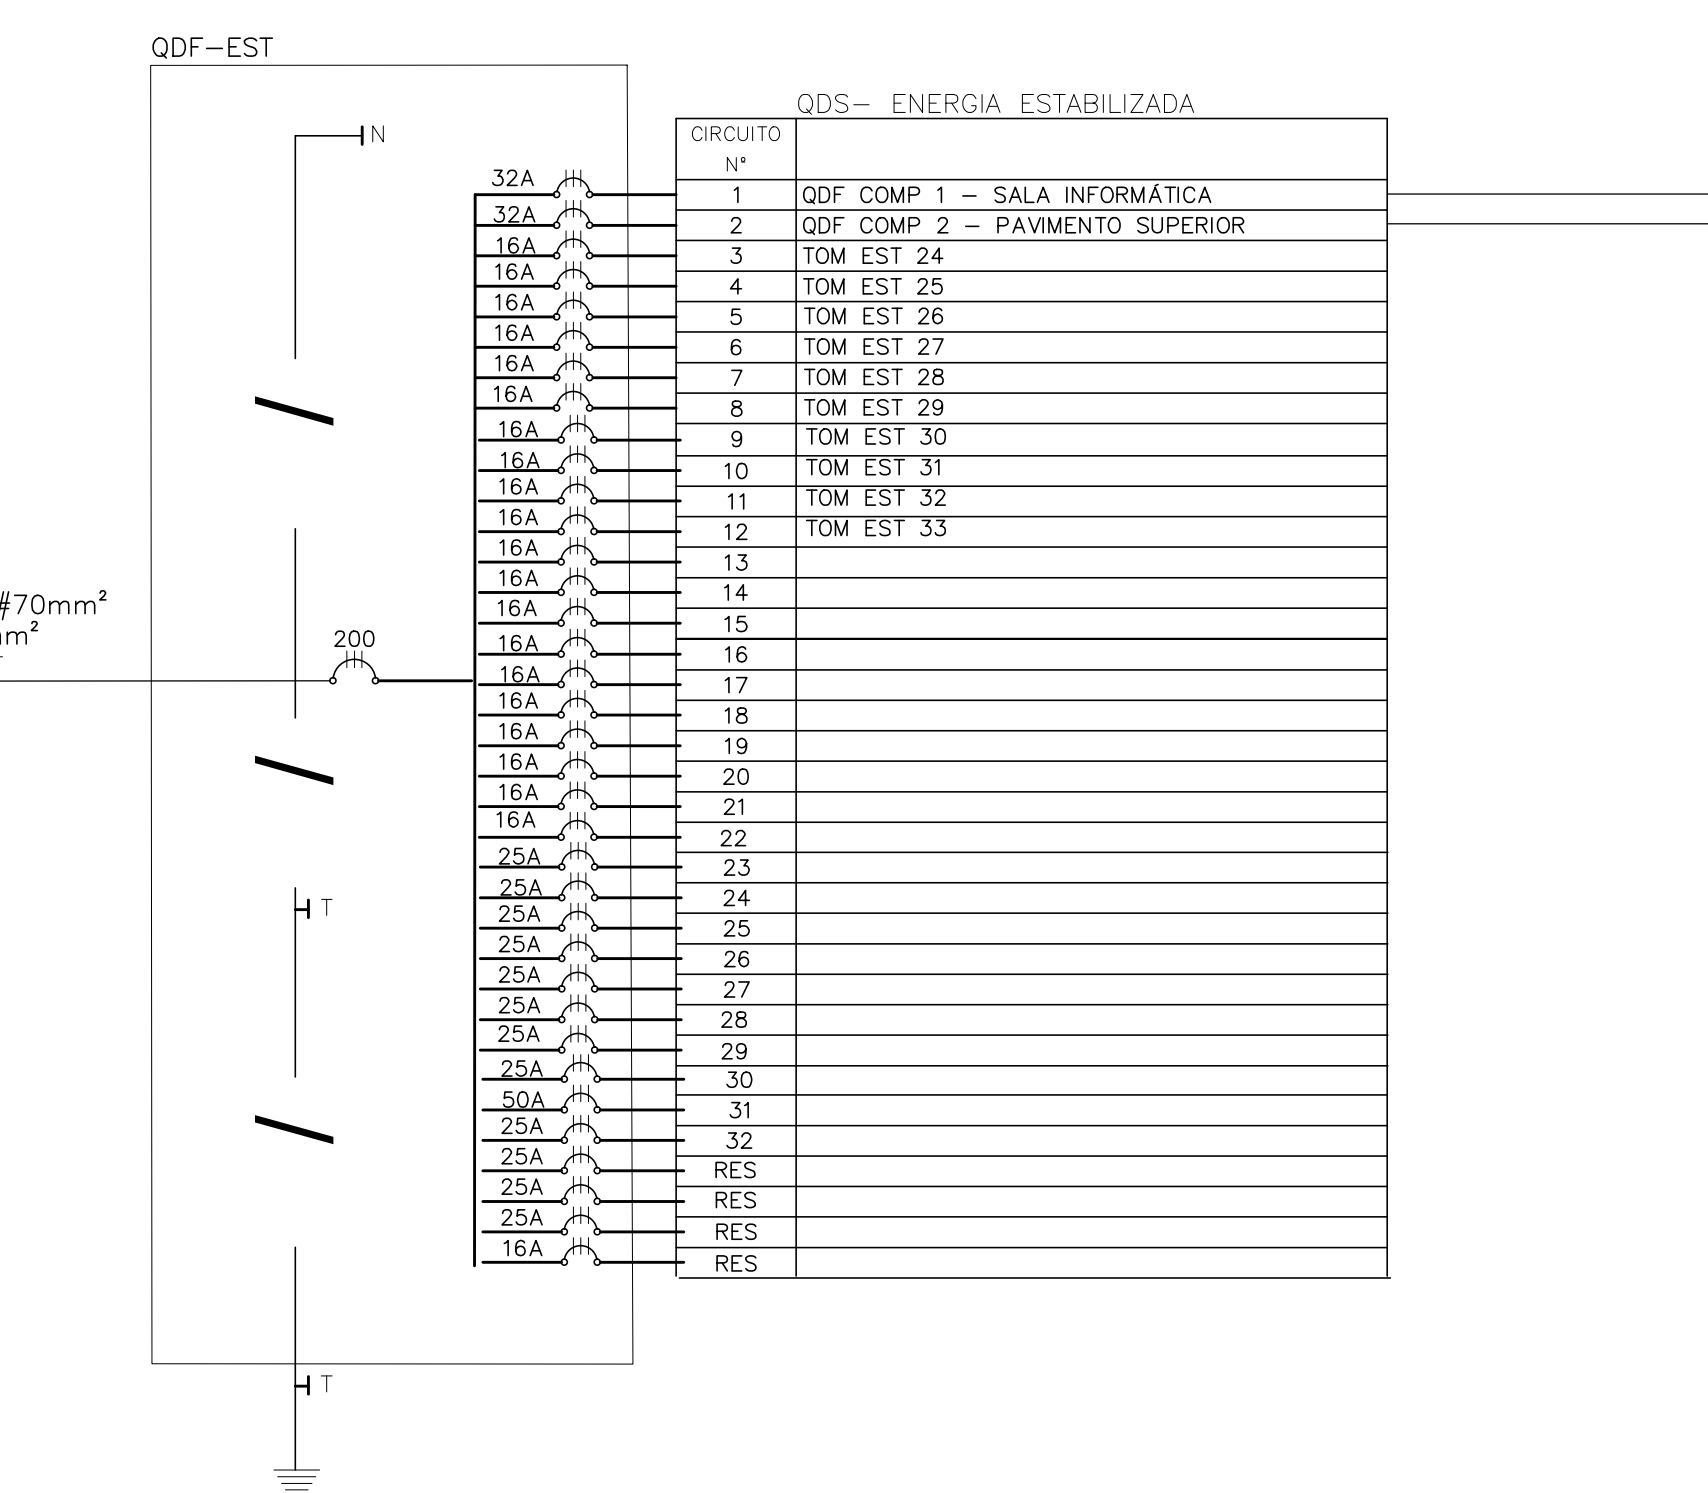 QDF-EST
QDS- ENERGIA ESTABILIZADA
N
CIRCUITO
Nº
32A 1 QDF COMP 1 - SALA INFORMÁTICA
32A 2 QDF COMP 2 - PAVIMENTO SUPERIOR
16A 3 TOM EST 24
16A 4 TOM EST 25
16A 5 TOM EST 26
16A 6 TOM EST 27
16A 7 TOM EST 28
16A 8 TOM EST 29
16A 9 TOM EST 30
16A 10 TOM EST 31
16A 11 TOM EST 32
16A 12 TOM EST 33
16A 13
16A 14
#70mm²
16A 15
mm²
200
16A 16
16A 17
16A 18
16A 19
16A 20
16A 21
16A 22
25A 23
25A 24
T
25A 25
25A 26
25A 27
25A 28
25A 29
25A 30
50A 31
25A 32
25A RES
25A RES
25A RES
16A RES
T